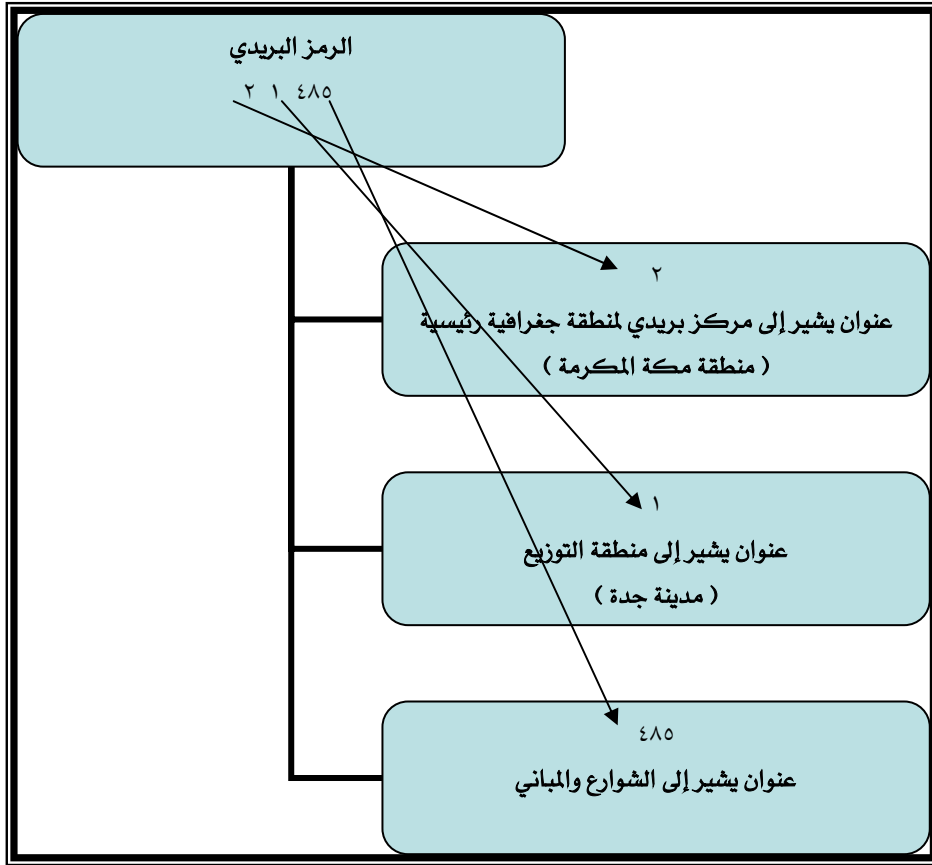 الرمز البريدي
٢ ١ ٤٨٥
٢
عنوان يشير إلى مركز بريدي لمنطقة جغرافية رئيسية
( منطقة مكة المكرمة )
١
عنوان يشير إلى منطقة التوزيع
( مدينة جدة )
٤٨٥
عنوان يشير إلى الشوارع والمباني